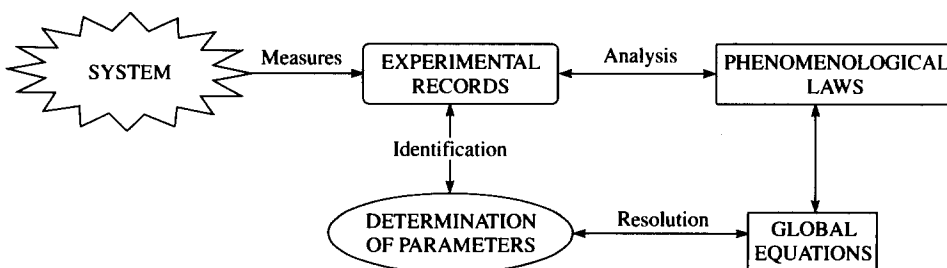 SYSTEM
Measures
EXPERIMENTAL
RECORDS
Analysis
PHENOMENOLOGICAL
LAWS
Identification
DETERMINATION
OF PARAMETERS
Resolution
GLOBAL
EQUATIONS